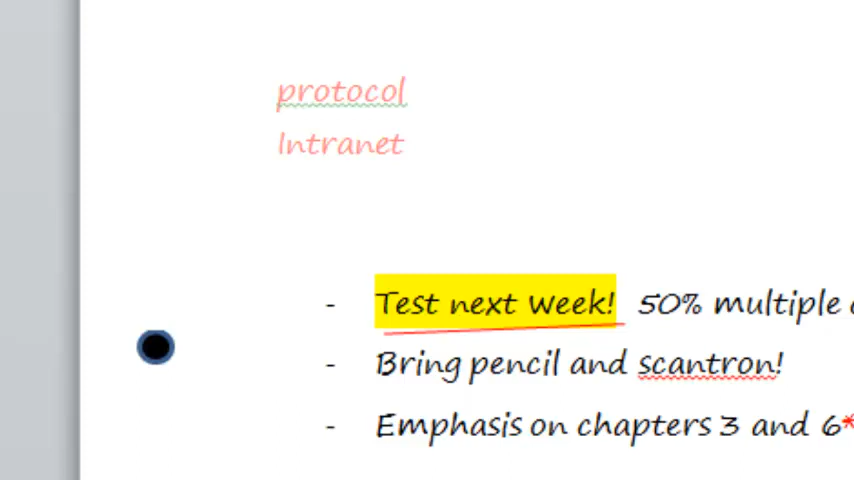 protocol
Intranet
- Test next week! 50% multiple
- Bring pencil and scantron!
- Emphasis on chapters 3 and 6*